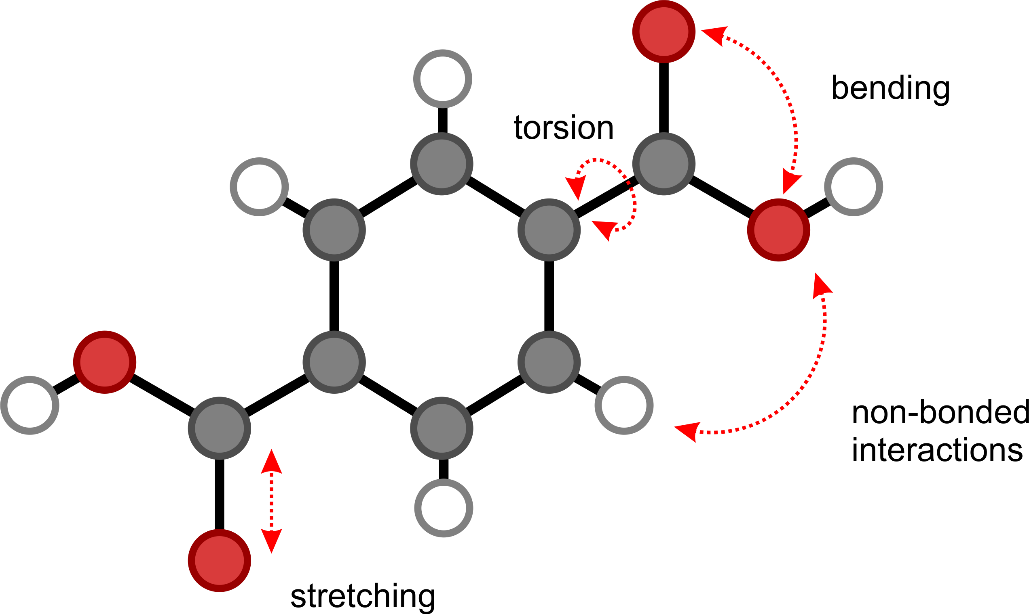 bending
torsion
non-bonded
interactions
stretching